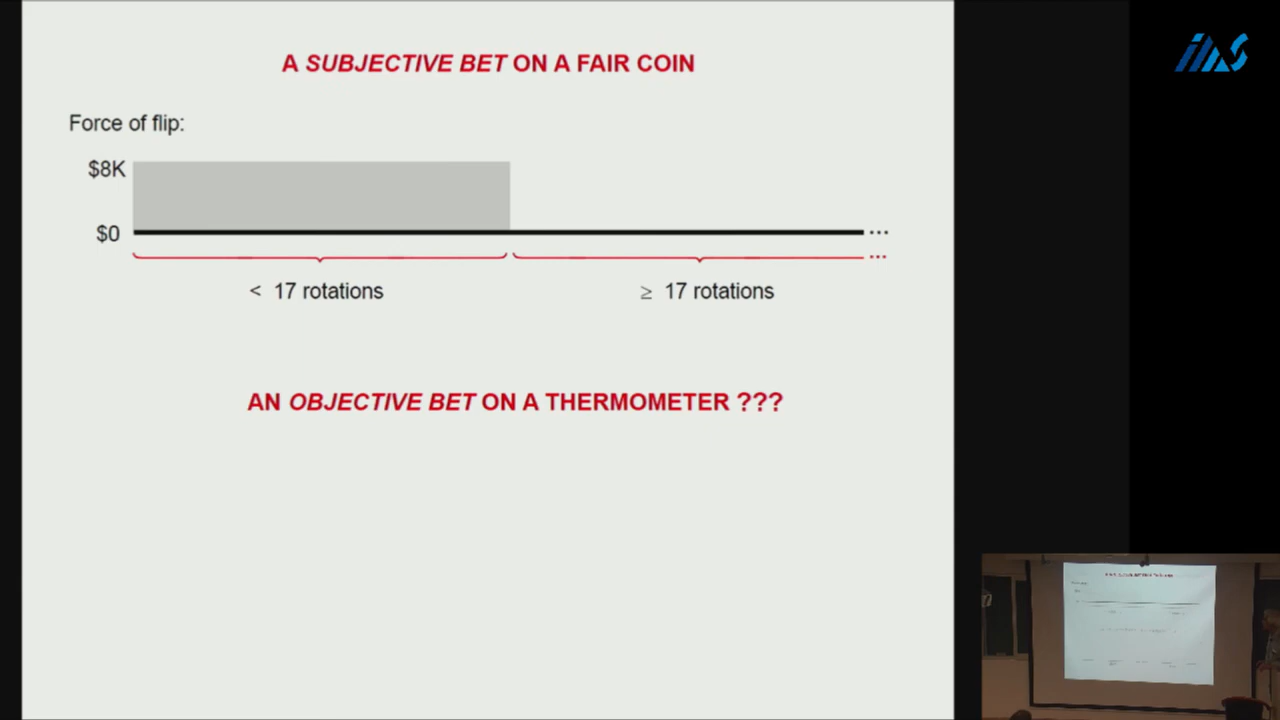 A SUBJECTIVE BET ON A FAIR COIN
Force of flip:
$8K
$0
...
...
< 17 rotations
≥ 17 rotations
AN OBJECTIVE BET ON A THERMOMETER ???